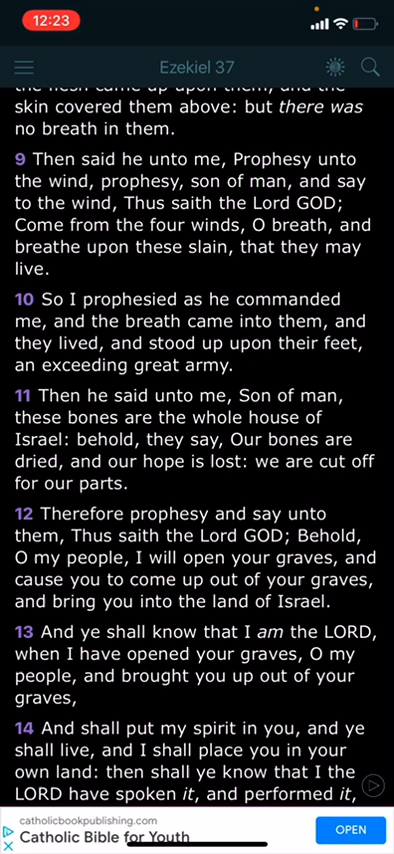 12:23
Ezekiel 37
the flesh came up upon them, and the
skin covered them above: but there was
no breath in them.
9 Then said he unto me, Prophesy unto
the wind, prophesy, son of man, and say
to the wind, Thus saith the Lord GOD;
Come from the four winds, O breath, and
breathe upon these slain, that they may
live.
10 So I prophesied as he commanded
me, and the breath came into them, and
they lived, and stood up upon their feet,
an exceeding great army.
11 Then he said unto me, Son of man,
these bones are the whole house of
Israel: behold, they say, Our bones are
dried, and our hope is lost: we are cut off
for our parts.
12 Therefore prophesy and say unto
them, Thus saith the Lord GOD; Behold,
O my people, I will open your graves, and
cause you to come up out of your graves,
and bring you into the land of Israel.
13 And ye shall know that I am the LORD,
when I have opened your graves, O my
people, and brought you up out of your
graves,
14 And shall put my spirit in you, and ye
shall live, and I shall place you in your
own land: then shall ye know that I the
LORD have spoken it, and performed it,
catholicbookpublishing.com
Catholic Bible for Youth
OPEN